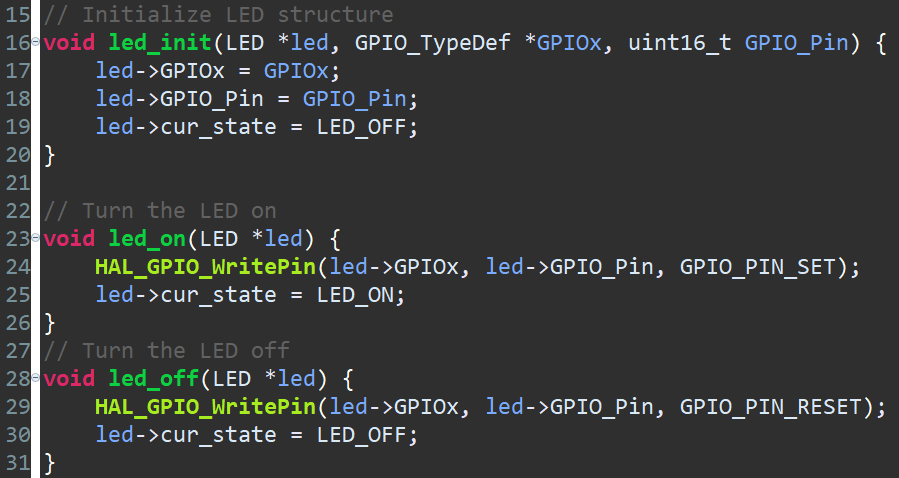 15 // Initialize LED structure
16 void led_init(LED *led, GPIO_TypeDef *GPIOx, uint16_t GPIO_Pin) {
17     led->GPIOx = GPIOx;
18     led->GPIO_Pin = GPIO_Pin;
19     led->cur_state = LED_OFF;
20 }
21
22 // Turn the LED on
23 void led_on(LED *led) {
24     HAL_GPIO_WritePin(led->GPIOx, led->GPIO_Pin, GPIO_PIN_SET);
25     led->cur_state = LED_ON;
26 }
27 // Turn the LED off
28 void led_off(LED *led) {
29     HAL_GPIO_WritePin(led->GPIOx, led->GPIO_Pin, GPIO_PIN_RESET);
30     led->cur_state = LED_OFF;
31 }